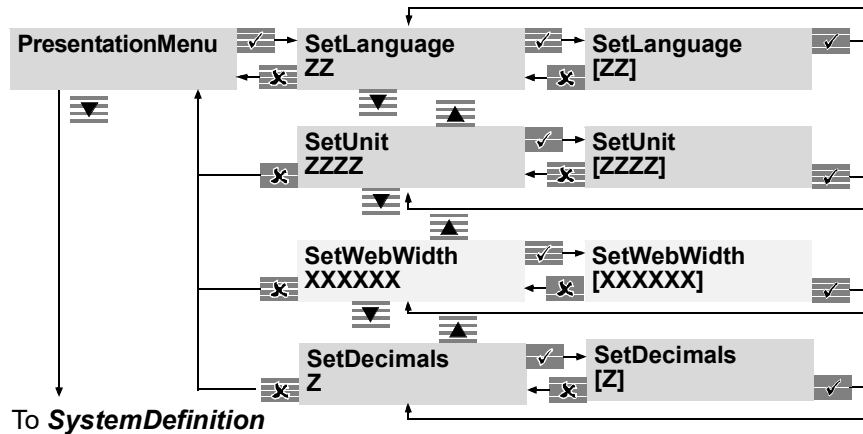 PresentationMenu
SetLanguage
ZZ
SetLanguage
[ZZ]
SetUnit
ZZZZ
SetUnit
[ZZZZ]
SetWebWidth
XXXXXX
SetWebWidth
[XXXXXX]
SetDecimals
Z
SetDecimals
[Z]
To SystemDefinition